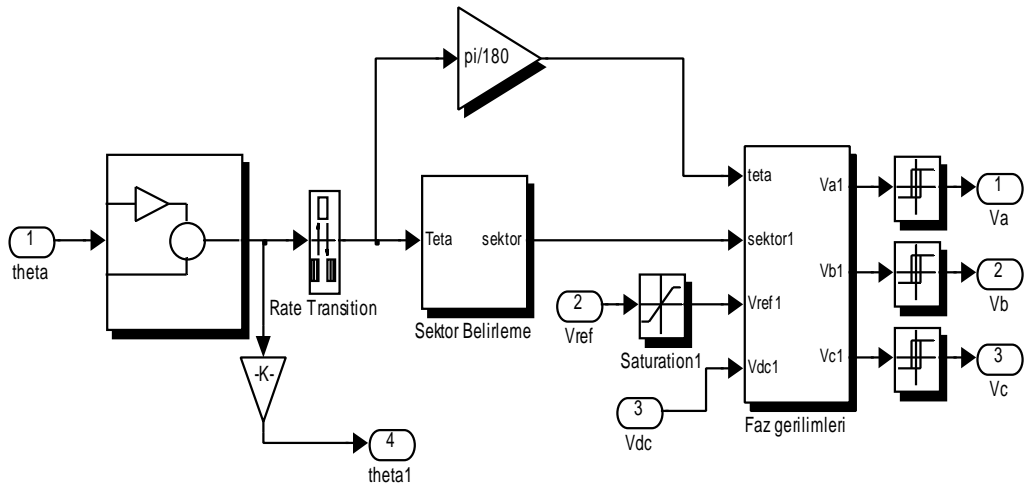 pi/180
1
theta
Rate Transition
Teta
sektor
Sektor Belirleme
-K-
4
theta1
2
Vref
Saturation1
3
Vdc
teta
sektor1
Vref1
Vdc1
Va1
Vb1
Vc1
Faz gerilimleri
1
Va
2
Vb
3
Vc